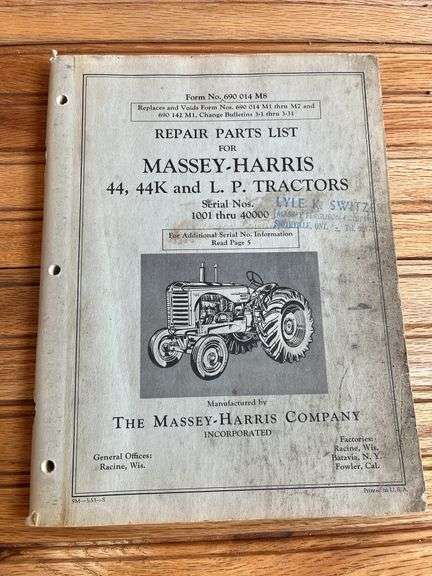 Form No. 690 014 M8
Replaces and Voids Form Nos. 690 014 M1 thru M7 and
690 141 M1, Change Bulletins 3-1 thru 3-31
REPAIR PARTS LIST
FOR
MASSEY-HARRIS
44, 44K and L. P. TRACTORS
Serial Nos.
1001 thru 40000
LYLE K. SWITZ
For Additional Serial No. Information
Read Page 5
Manufactured by
THE MASSEY-HARRIS COMPANY
INCORPORATED
General Offices:
Racine, Wis.
Factories:
Racine, Wis.
Batavia, N. Y.
Fowler, Cal.
Printed in U. S. A.